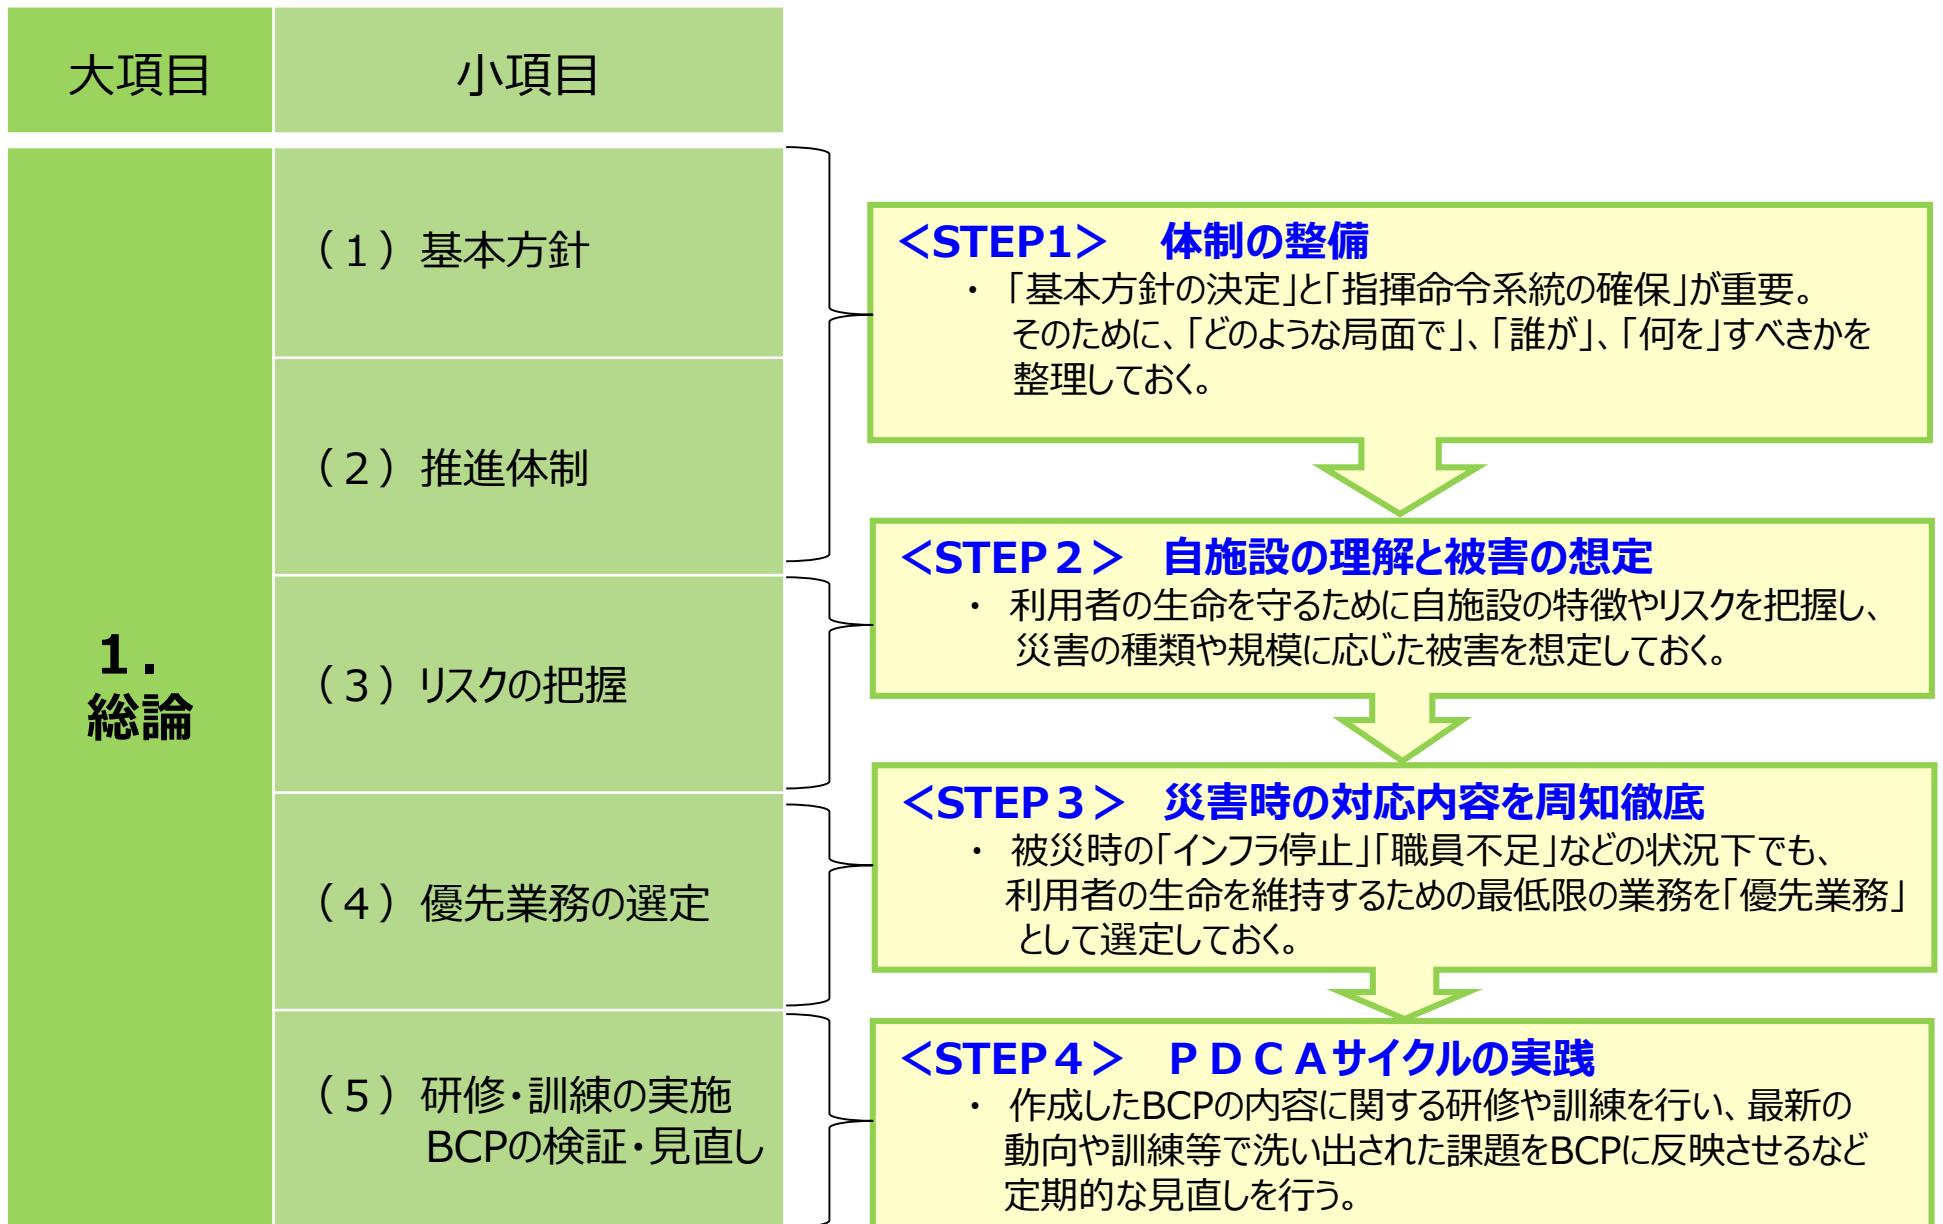 大項目
小項目
1.
総論
（1）基本方針
（2）推進体制
（3）リスクの把握
（4）優先業務の選定
（5）研修・訓練の実施
BCPの検証・見直し
＜STEP1＞　体制の整備
・「基本方針の決定」と「指揮命令系統の確保」が重要。
そのために、「どのような局面で」、「誰が」、「何を」すべきかを
整理しておく。
＜STEP２＞　自施設の理解と被害の想定
・ 利用者の生命を守るために自施設の特徴やリスクを把握し、
災害の種類や規模に応じた被害を想定しておく。
＜STEP３＞　災害時の対応内容を周知徹底
・ 被災時の「インフラ停止」「職員不足」などの状況下でも、
利用者の生命を維持するための最低限の業務を「優先業務」
として選定しておく。
＜STEP４＞　ＰＤＣＡサイクルの実践
・ 作成したBCPの内容に関する研修や訓練を行い、最新の
動向や訓練等で洗い出された課題をBCPに反映させるなど
定期的な見直しを行う。